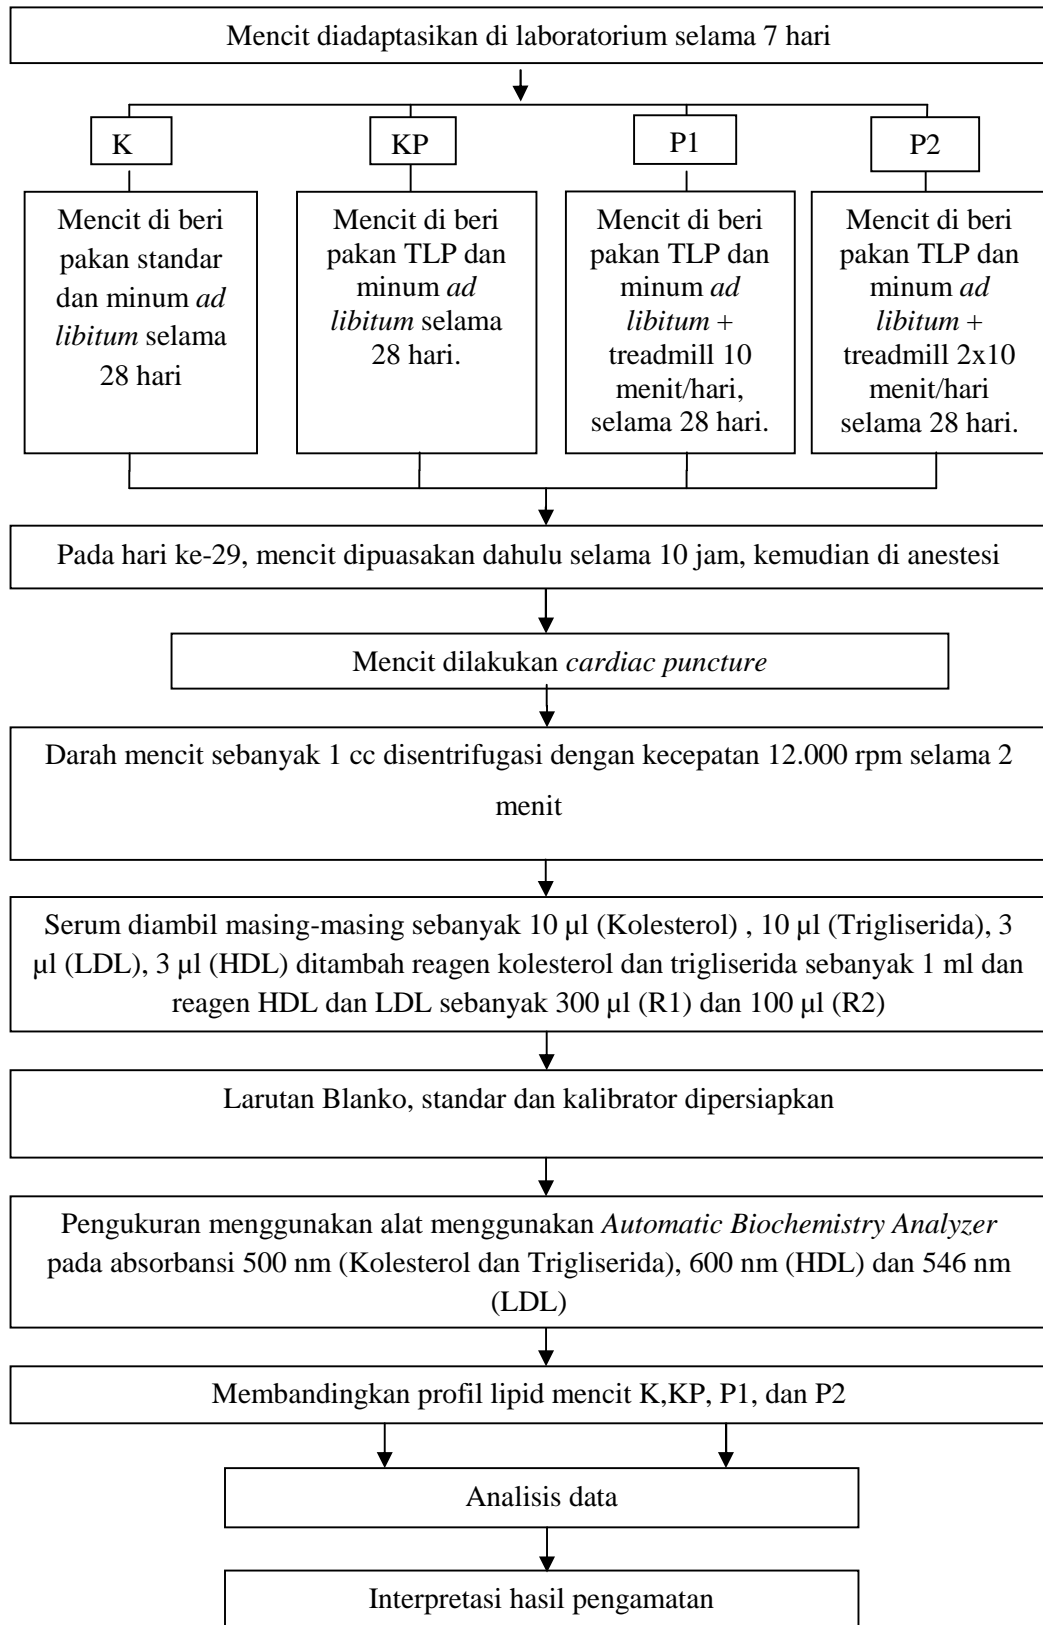 Mencit diadaptasikan di laboratorium selama 7 hari
K
KP
P1
P2
Mencit di beri
pakan standar
dan minum ad
libitum selama
28 hari
Mencit di beri
pakan TLP dan
minum ad
libitum selama
28 hari.
Mencit di beri
pakan TLP dan
minum ad
libitum +
treadmill 10
menit/hari,
selama 28 hari.
Mencit di beri
pakan TLP dan
minum ad
libitum +
treadmill 2x10
menit/hari
selama 28 hari.
Pada hari ke-29, mencit dipuasakan dahulu selama 10 jam, kemudian di anestesi
Mencit dilakukan cardiac puncture
Darah mencit sebanyak 1 cc disentrifugasi dengan kecepatan 12.000 rpm selama 2
menit
Serum diambil masing-masing sebanyak 10 µl (Kolesterol) , 10 µl (Trigliserida), 3
µl (LDL), 3 µl (HDL) ditambah reagen kolesterol dan trigliserida sebanyak 1 ml dan
reagen HDL dan LDL sebanyak 300 µl (R1) dan 100 µl (R2)
Larutan Blanko, standar dan kalibrator dipersiapkan
Pengukuran menggunakan alat menggunakan Automatic Biochemistry Analyzer
pada absorbansi 500 nm (Kolesterol dan Trigliserida), 600 nm (HDL) dan 546 nm
(LDL)
Membandingkan profil lipid mencit K,KP, P1, dan P2
Analisis data
Interpretasi hasil pengamatan